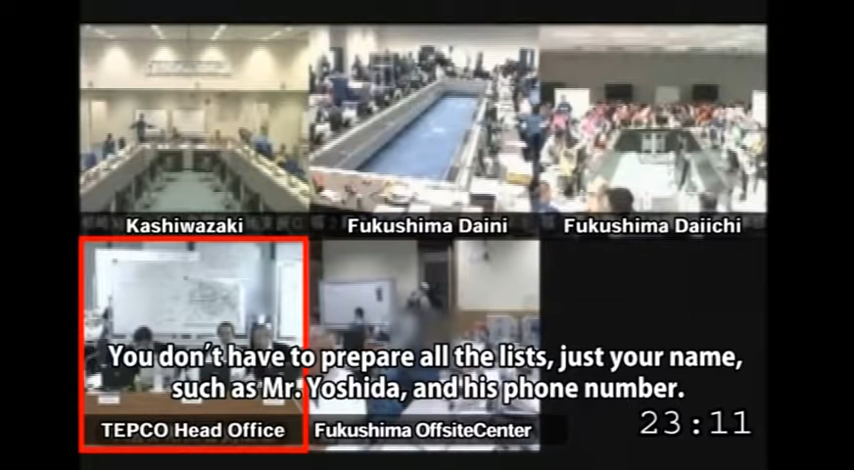 Kashiwazaki
Fukushima Daini
Fukushima Daiichi
You don't have to prepare all the lists, just your name,
such as Mr. Yoshida, and his phone number.
TEPCO Head Office
Fukushima OffsiteCenter
23:11